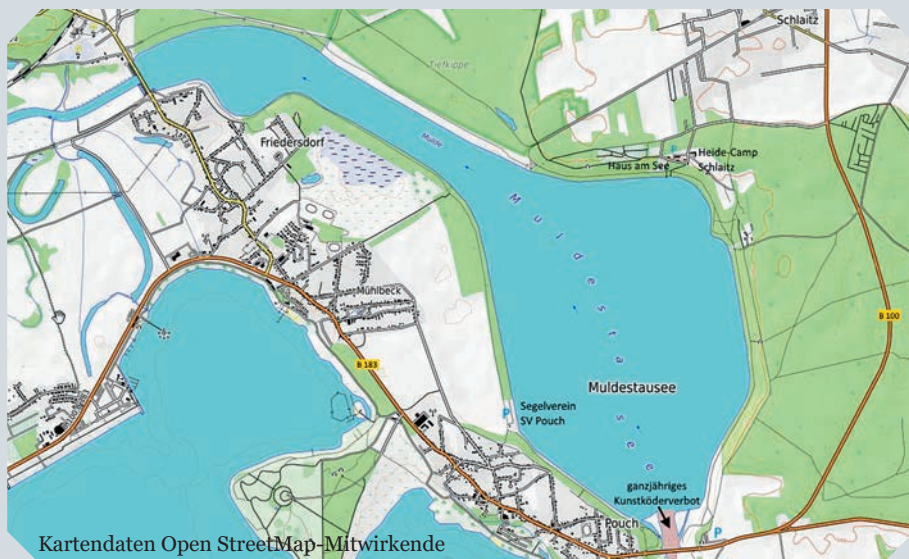 Schlaitz
Tiefkippe
Friedersdorf
Mulde
P
Heide-Camp
Schlaitz
Haus am See
Muldestausee
Mühlbeck
B 100
B 183
Muldestausee
P
Segelverein
SV Pouch
ganzjähriges
Kunstköderverbot
Pouch
P
Kartendaten Open StreetMap-Mitwirkende